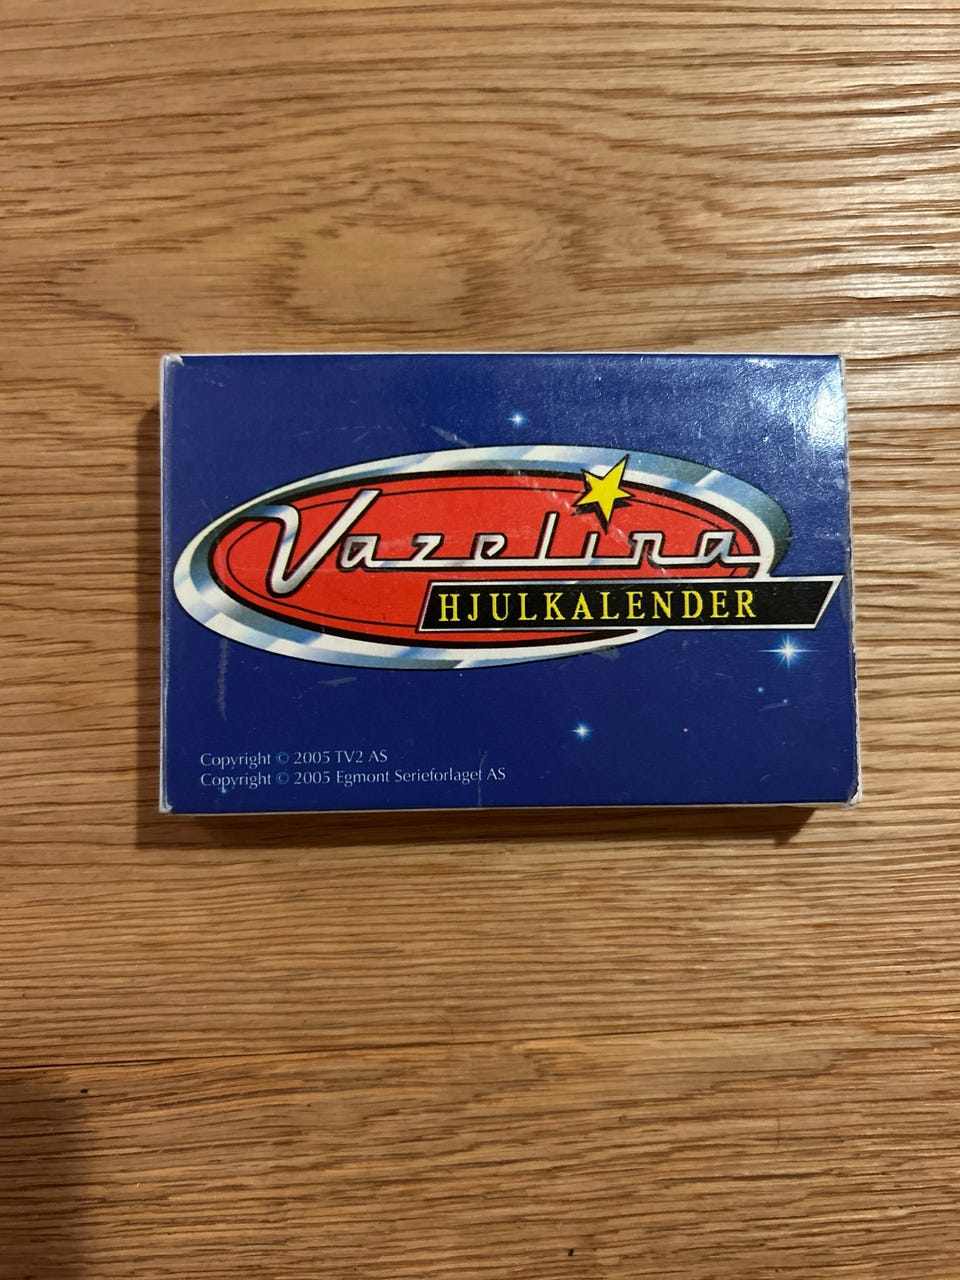 Vazelina
HJULKALENDER
Copyright © 2005 TV2 AS
Copyright © 2005 Egmont Serieforlaget AS